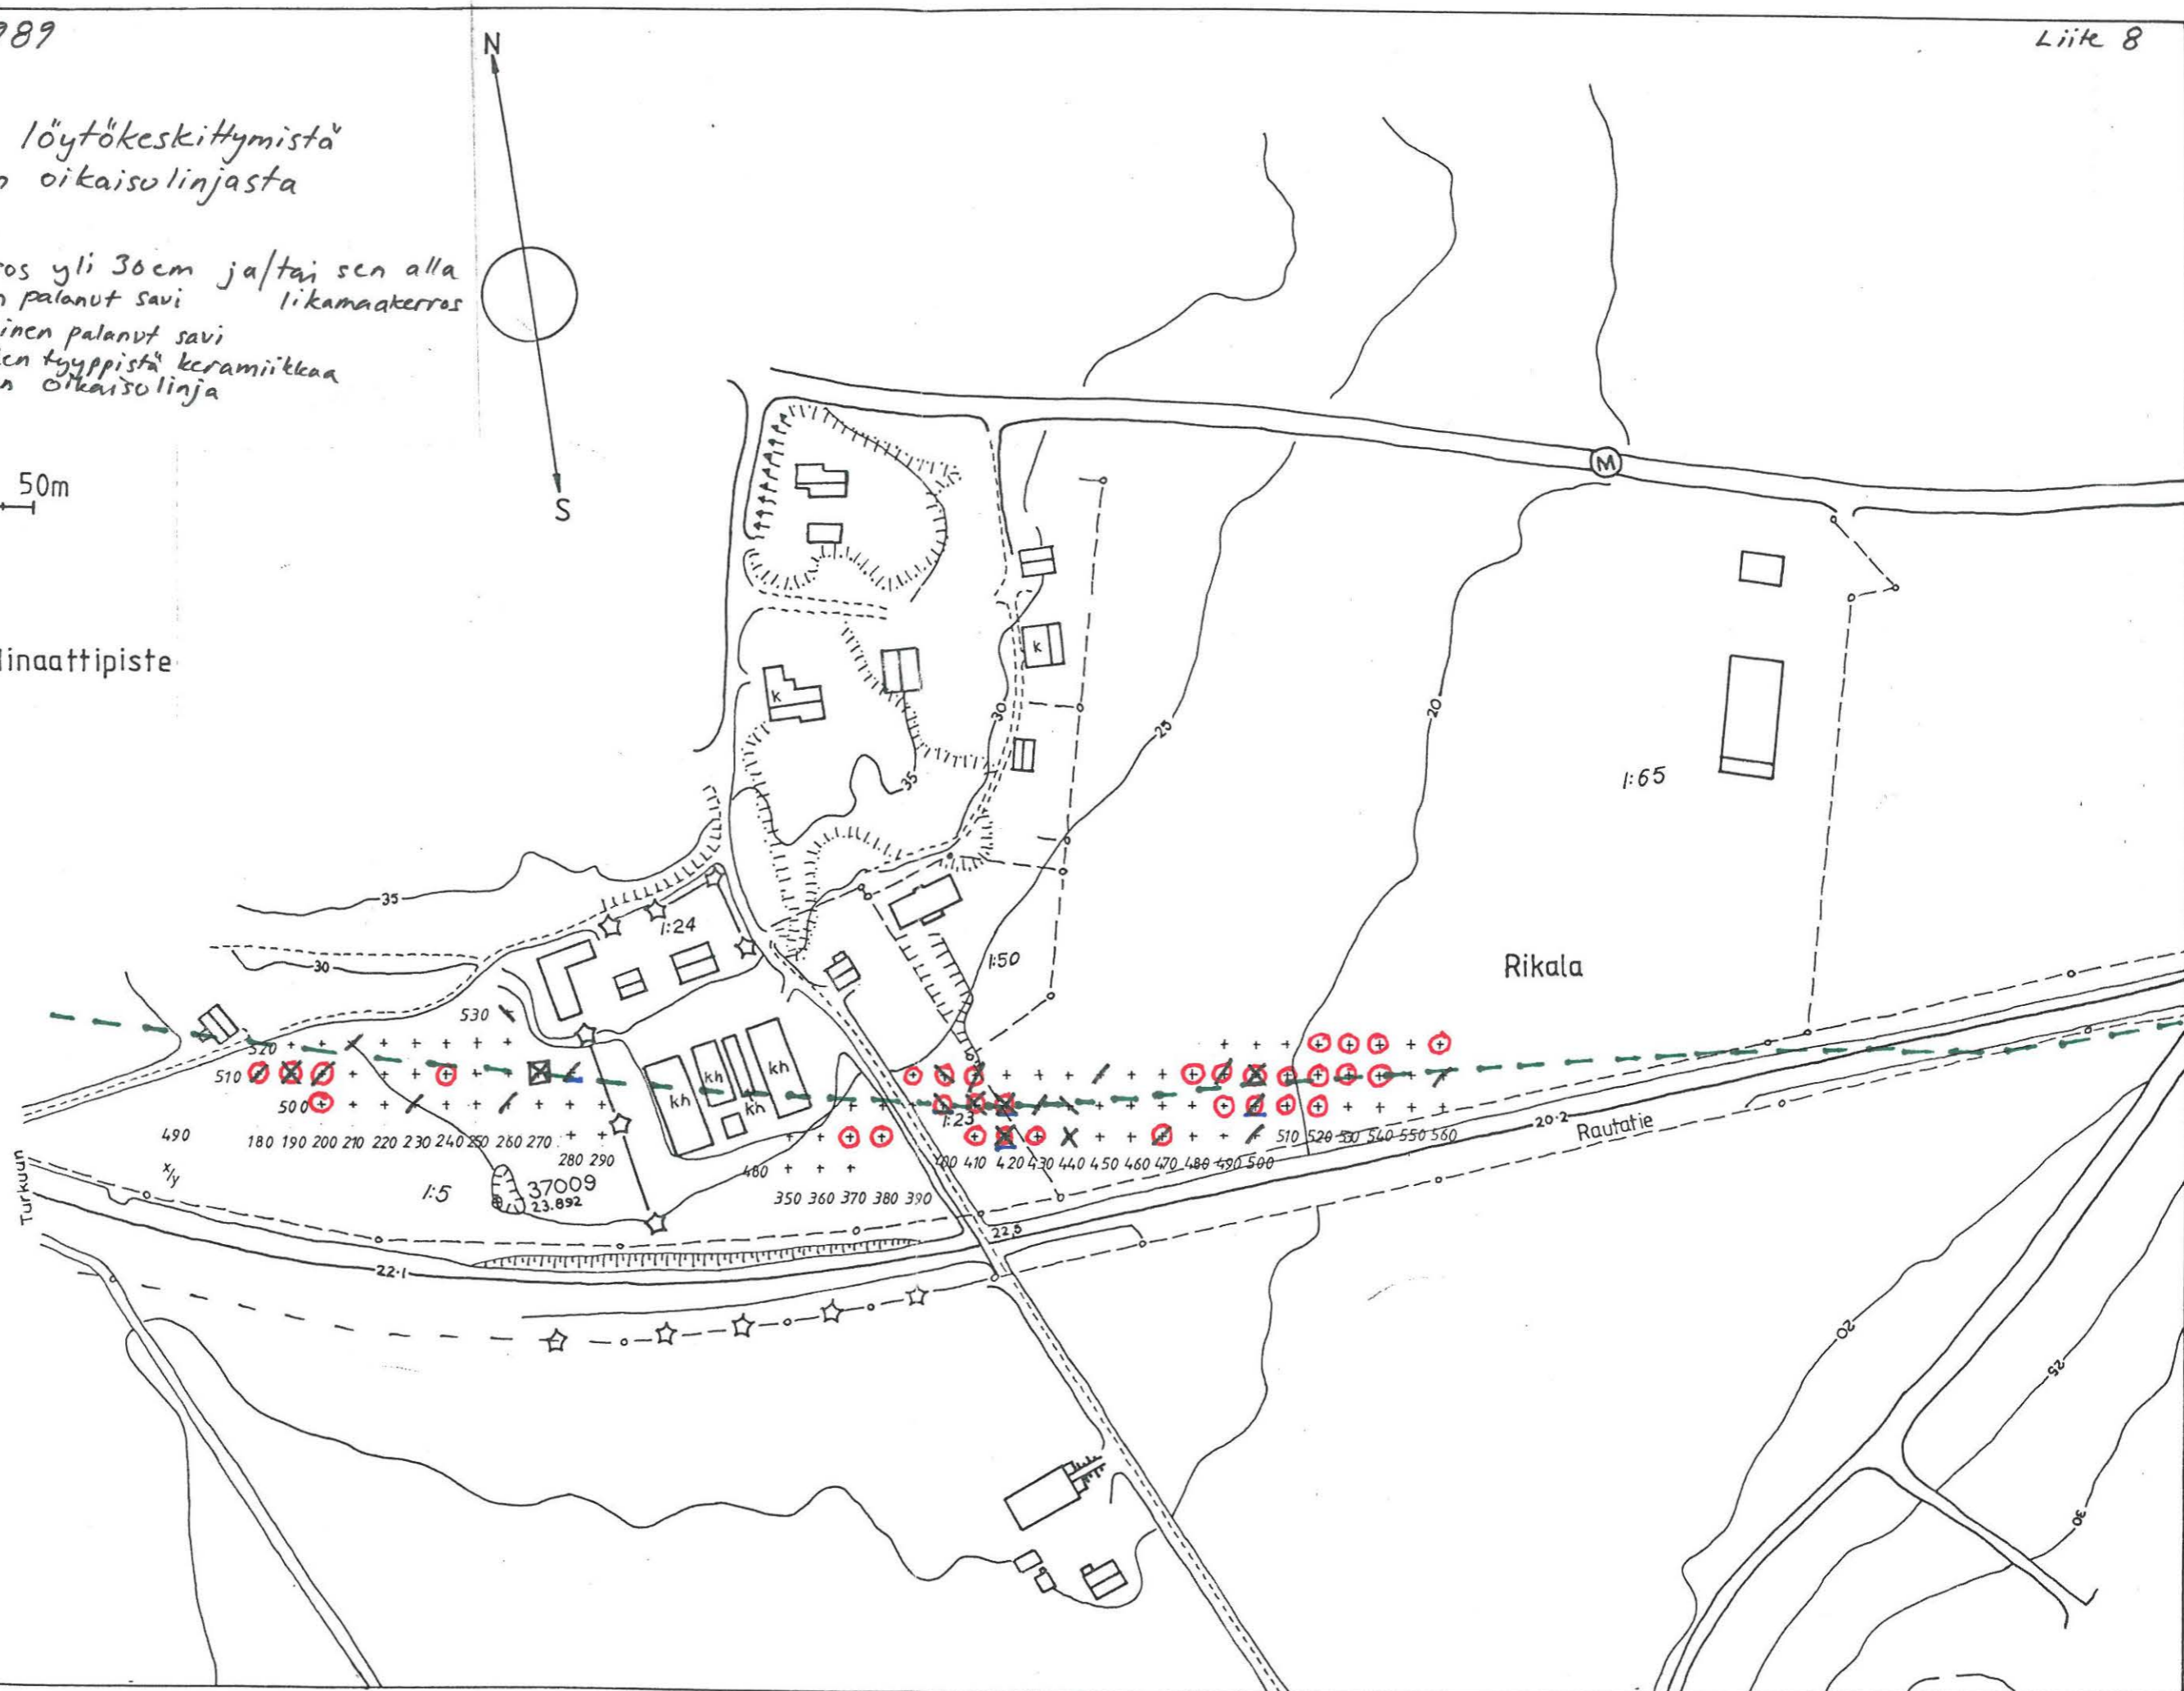 989
Liite 8
N
löytökeskittymistä
n oikaisulinjasta
ros yli 30cm ja/tai sen alla
n palanut savi likamaakerros
inen palanut savi
en tyyppistä keramiikkaa
n oikaisulinja
50m
S
M
linaattipiste
K
K
30
25
20
35
1:65
35
1:24
30
1:50
Rikala
530
520
510
500
490
kh
kh
kh
kh
1:23
180 190 200 210 220 230 240 250 260 270
280 290
510 520 530 540 550 560
20.2
Rautatie
400 410 420 430 440 450 460 470 480 490 500
480
350 360 370 380 390
x/y
1:5
37009
23.892
Turkuun
22.5
22.1
20
25
30